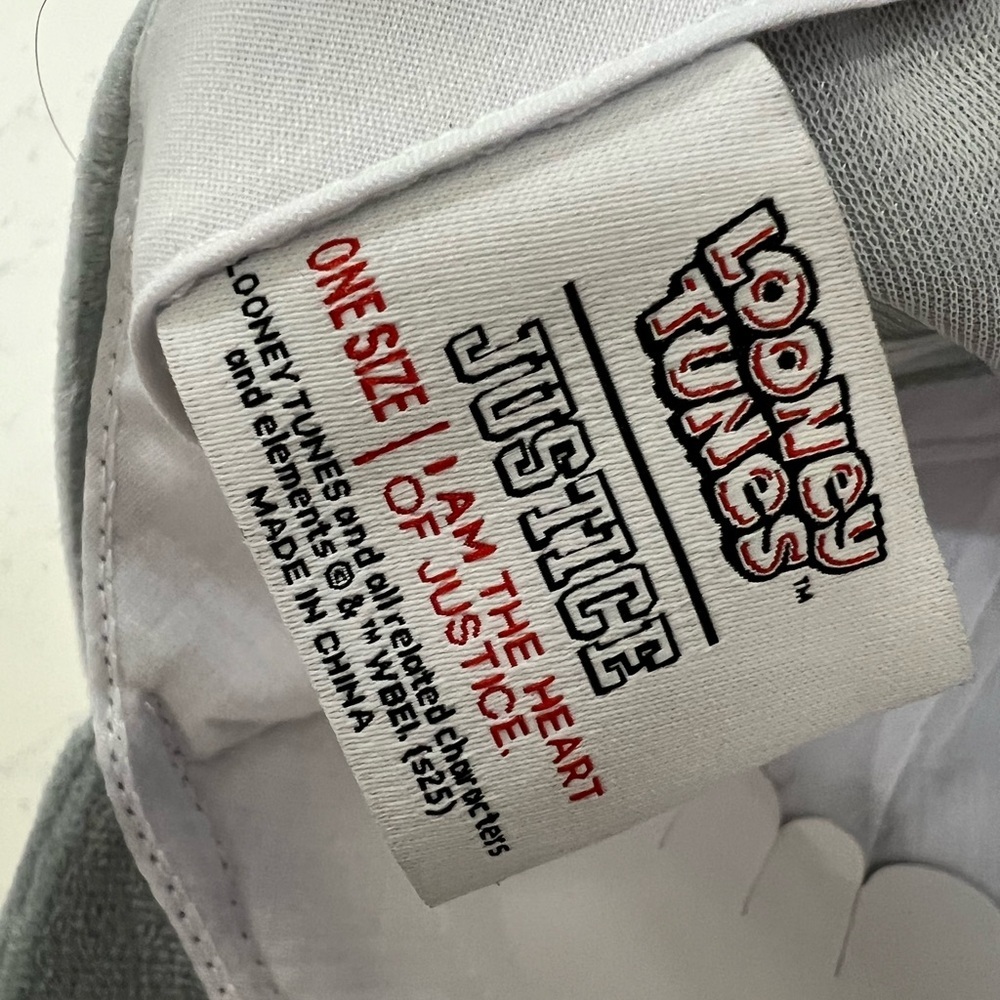 LOONEY
TUNES™
JUSTICE
ONE SIZE | I AM THE HEART
OF JUSTICE.
LOONEY TUNES and all related characters
and elements © & ™ WBEI. (s25)
MADE IN CHINA